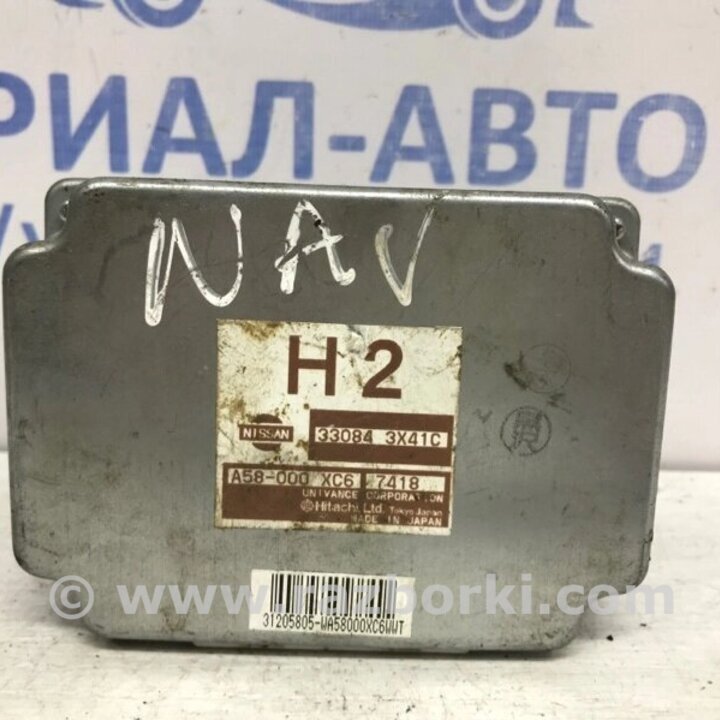 РИАЛ-АВТО
NAV
H2
NISSAN
33084 3X41C
A58-000 XC6 7418
UNIVANCE CORPORATION
Hitachi, Ltd. Tokyo Japan
MADE IN JAPAN
© www.razborki.com
31205805-WA58000XC6WWT